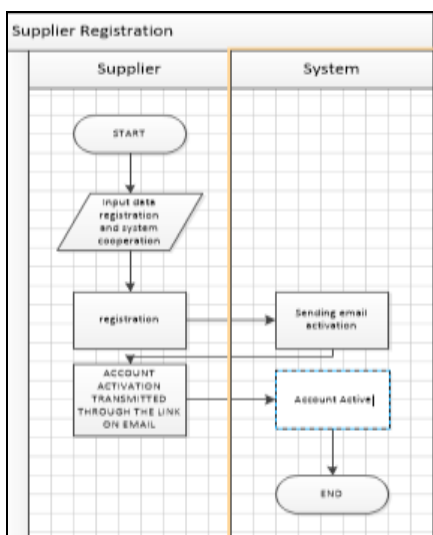 Supplier Registration
Supplier
System
START
Input data
registration
and system
cooperation
registration
Sending email
activation
ACCOUNT
ACTIVATION
TRANSMITTED
THROUGH THE LINK
ON EMAIL
Account Active
END